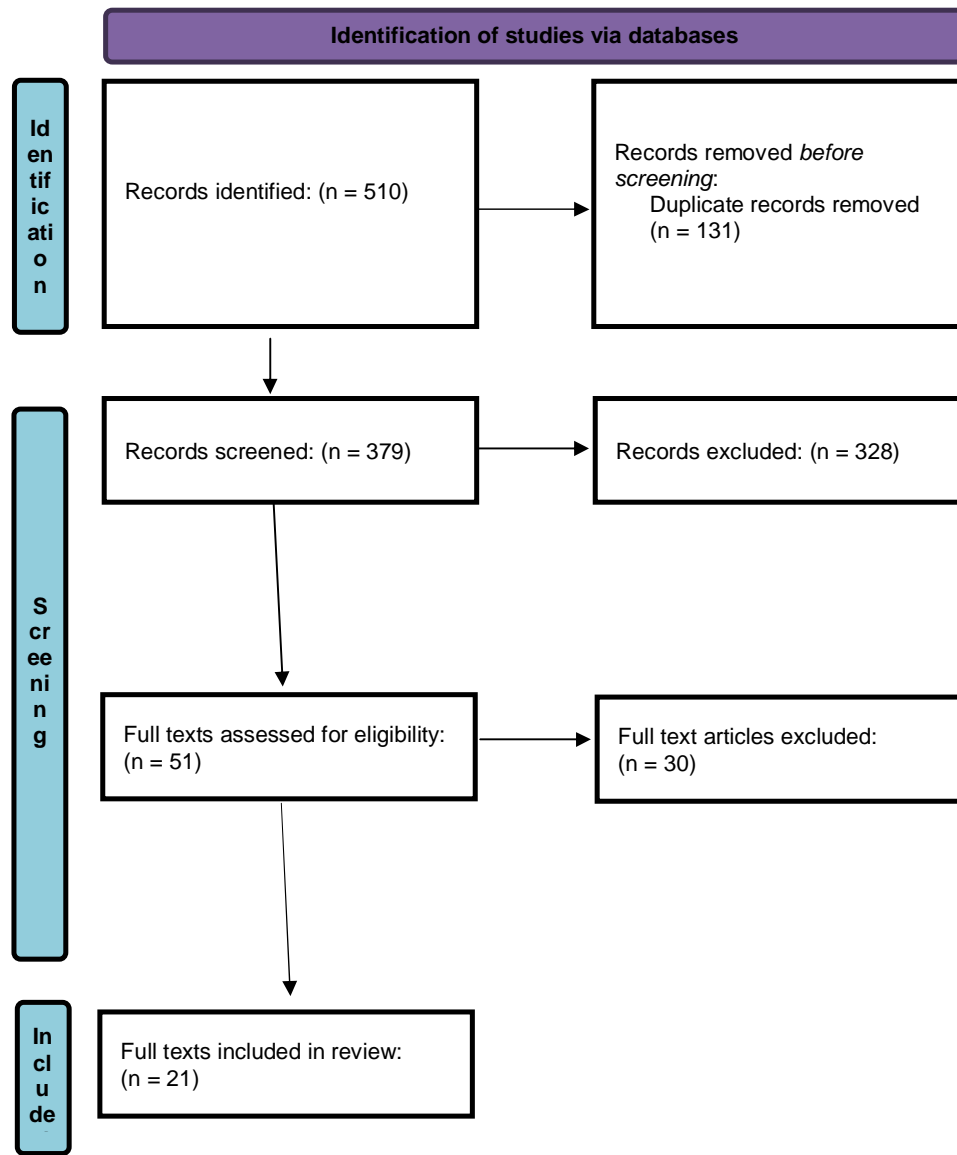 Identification of studies via databases
Id
en
tif
ic
ati
o
n
Records identified: (n = 510)
Records removed before
screening:
Duplicate records removed
(n = 131)
S
cr
ee
ni
n
g
Records screened: (n = 379)
Records excluded: (n = 328)
Full texts assessed for eligibility:
(n = 51)
Full text articles excluded:
(n = 30)
In
cl
u
de
Full texts included in review:
(n = 21)